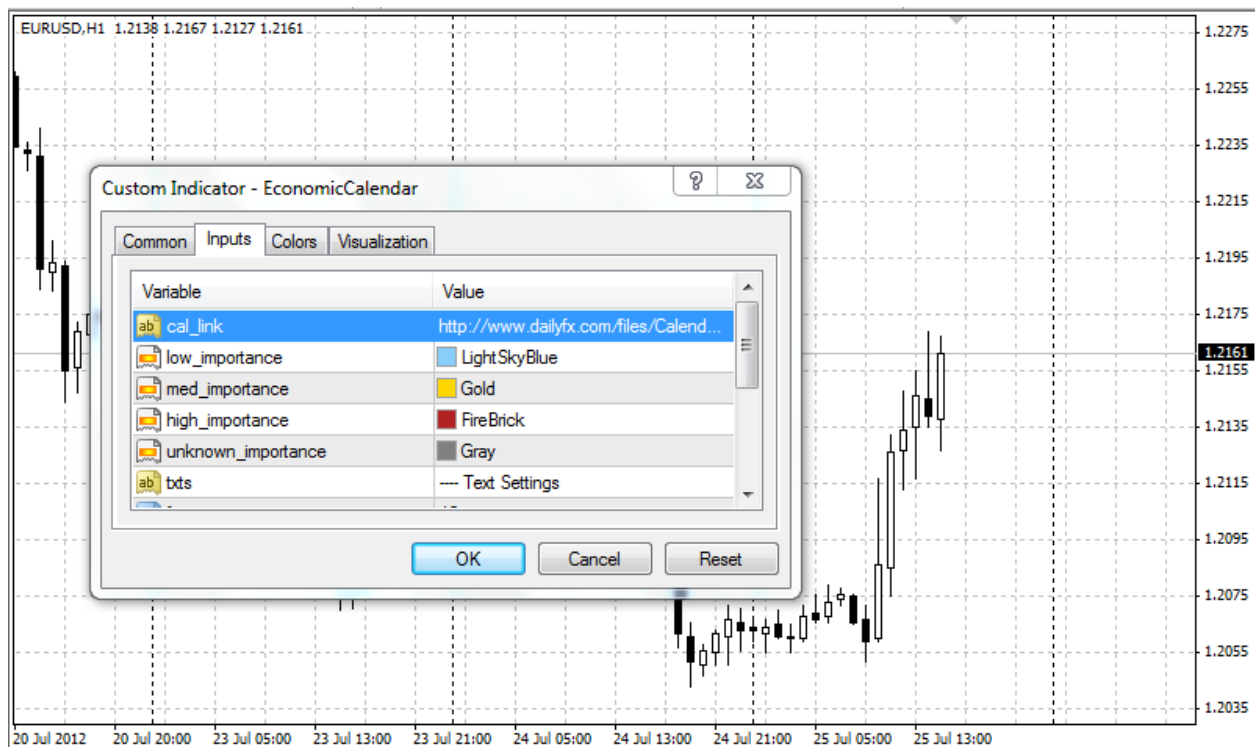 EURUSD,H1 1.2138 1.2167 1.2127 1.2161
1.2275
1.2255
1.2235
1.2215
1.2195
1.2175
1.2161
1.2155
1.2135
1.2115
1.2095
1.2075
1.2055
1.2035
Custom Indicator - EconomicCalendar
Common Inputs Colors Visualization
Variable Value
ab cal_link http://www.dailyfx.com/files/Calend...
low_importance LightSkyBlue
med_importance Gold
high_importance FireBrick
unknown_importance Gray
ab txts ---- Text Settings
OK Cancel Reset
20 Jul 2012 20 Jul 20:00 23 Jul 05:00 23 Jul 13:00 23 Jul 21:00 24 Jul 05:00 24 Jul 13:00 24 Jul 21:00 25 Jul 05:00 25 Jul 13:00